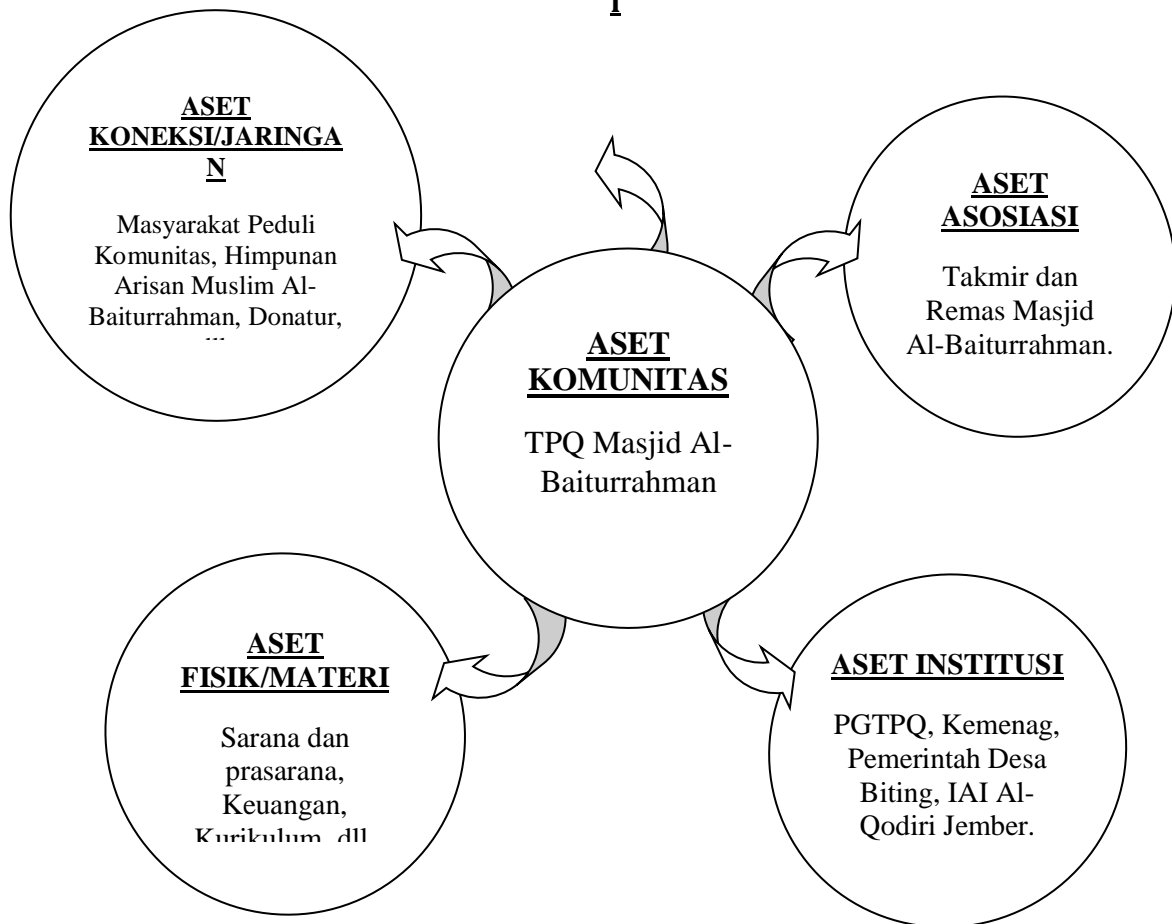 ASET
KONEKSI/JARINGA
N
Masyarakat Peduli
Komunitas, Himpunan
Arisan Muslim Al-
Baiturrahman, Donatur,
ASET
ASOSIASI
Takmir dan
Remas Masjid
Al-Baiturrahman.
ASET
KOMUNITAS
TPQ Masjid Al-
Baiturrahman
ASET
FISIK/MATERI
Sarana dan
prasarana,
Keuangan,
Kurikulum, dll
ASET INSTITUSI
PGTPQ, Kemenag,
Pemerintah Desa
Biting, IAI Al-
Qodiri Jember.